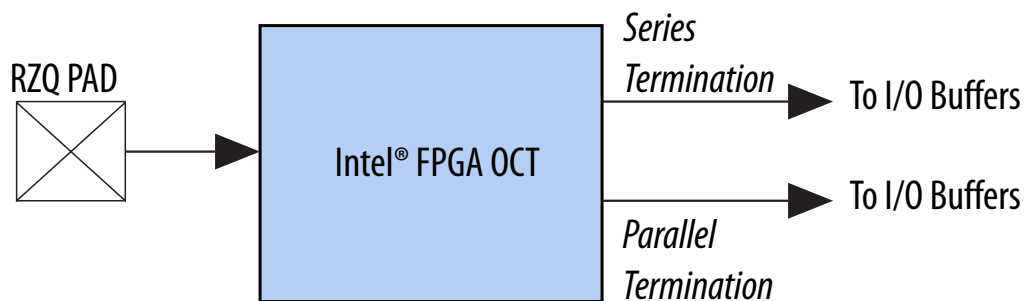 RZQ PAD
Intel® FPGA OCT
Series
Termination
To I/O Buffers
To I/O Buffers
Parallel
Termination